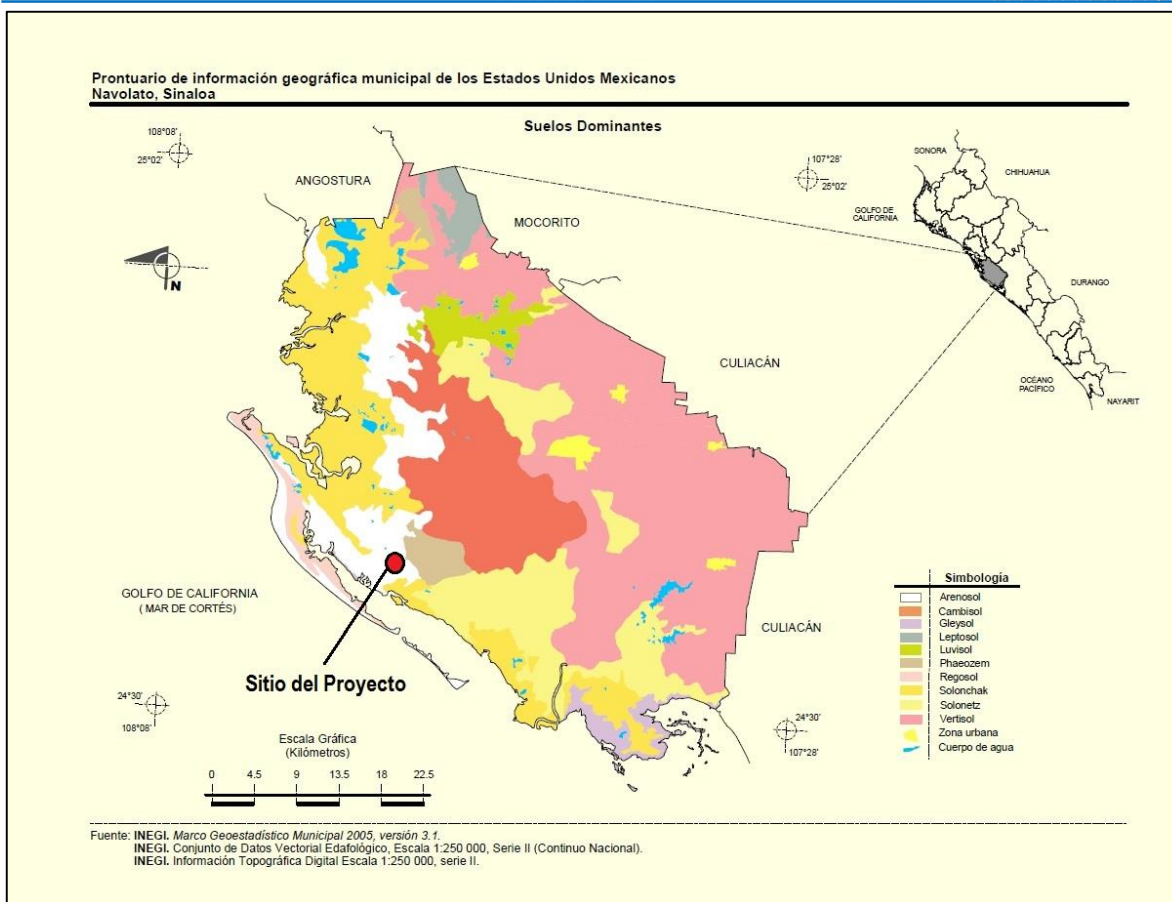 Prontuario de información geográfica municipal de los Estados Unidos Mexicanos
Navolato, Sinaloa
Suelos Dominantes
108°08'
25°02'
107°28'
25°02'
SONORA
CHIHUAHUA
GOLFO DE
CALIFORNIA
DURANGO
OCÉANO
PACÍFICO
NAYARIT
ANGOSTURA
MOCORITO
N
CULIACÁN
GOLFO DE CALIFORNIA
( MAR DE CORTÉS)
CULIACÁN
Sitio del Proyecto
Simbología
Arenosol
Cambisol
Gleysol
Leptosol
Luvisol
Phaeozem
Regosol
Solonchak
Solonetz
Vertisol
Zona urbana
Cuerpo de agua
24°30'
108°08'
24°30'
107°28'
Escala Gráfica
(Kilómetros)
0 4.5 9 13.5 18 22.5
Fuente: INEGI. Marco Geoestadístico Municipal 2005, versión 3.1.
INEGI. Conjunto de Datos Vectorial Edafológico, Escala 1:250 000, Serie II (Continuo Nacional).
INEGI. Información Topográfica Digital Escala 1:250 000, serie II.